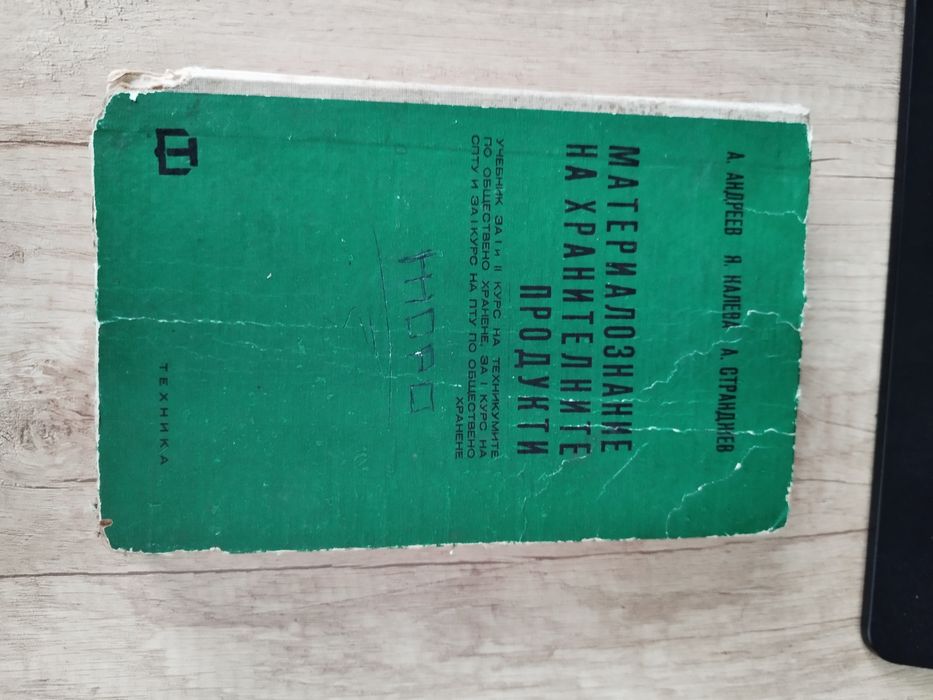 А. АНДРЕЕВ Я. КАЛЕВА А. СТРАНДЖЕВ
МАТЕРИАЛОЗНАНИЕ
НА ХРАНИТЕЛНИТЕ
ПРОДУКТИ
УЧЕБНИК ЗА I И II КУРС НА ТЕХНИКУМИТЕ
ПО ОБЩЕСТВЕНО ХРАНЕНЕ, ЗА I КУРС НА
СПТУ И ЗА I КУРС НА ПТУ ПО ОБЩЕСТВЕНО
ХРАНЕНЕ
ТЕХНИКА